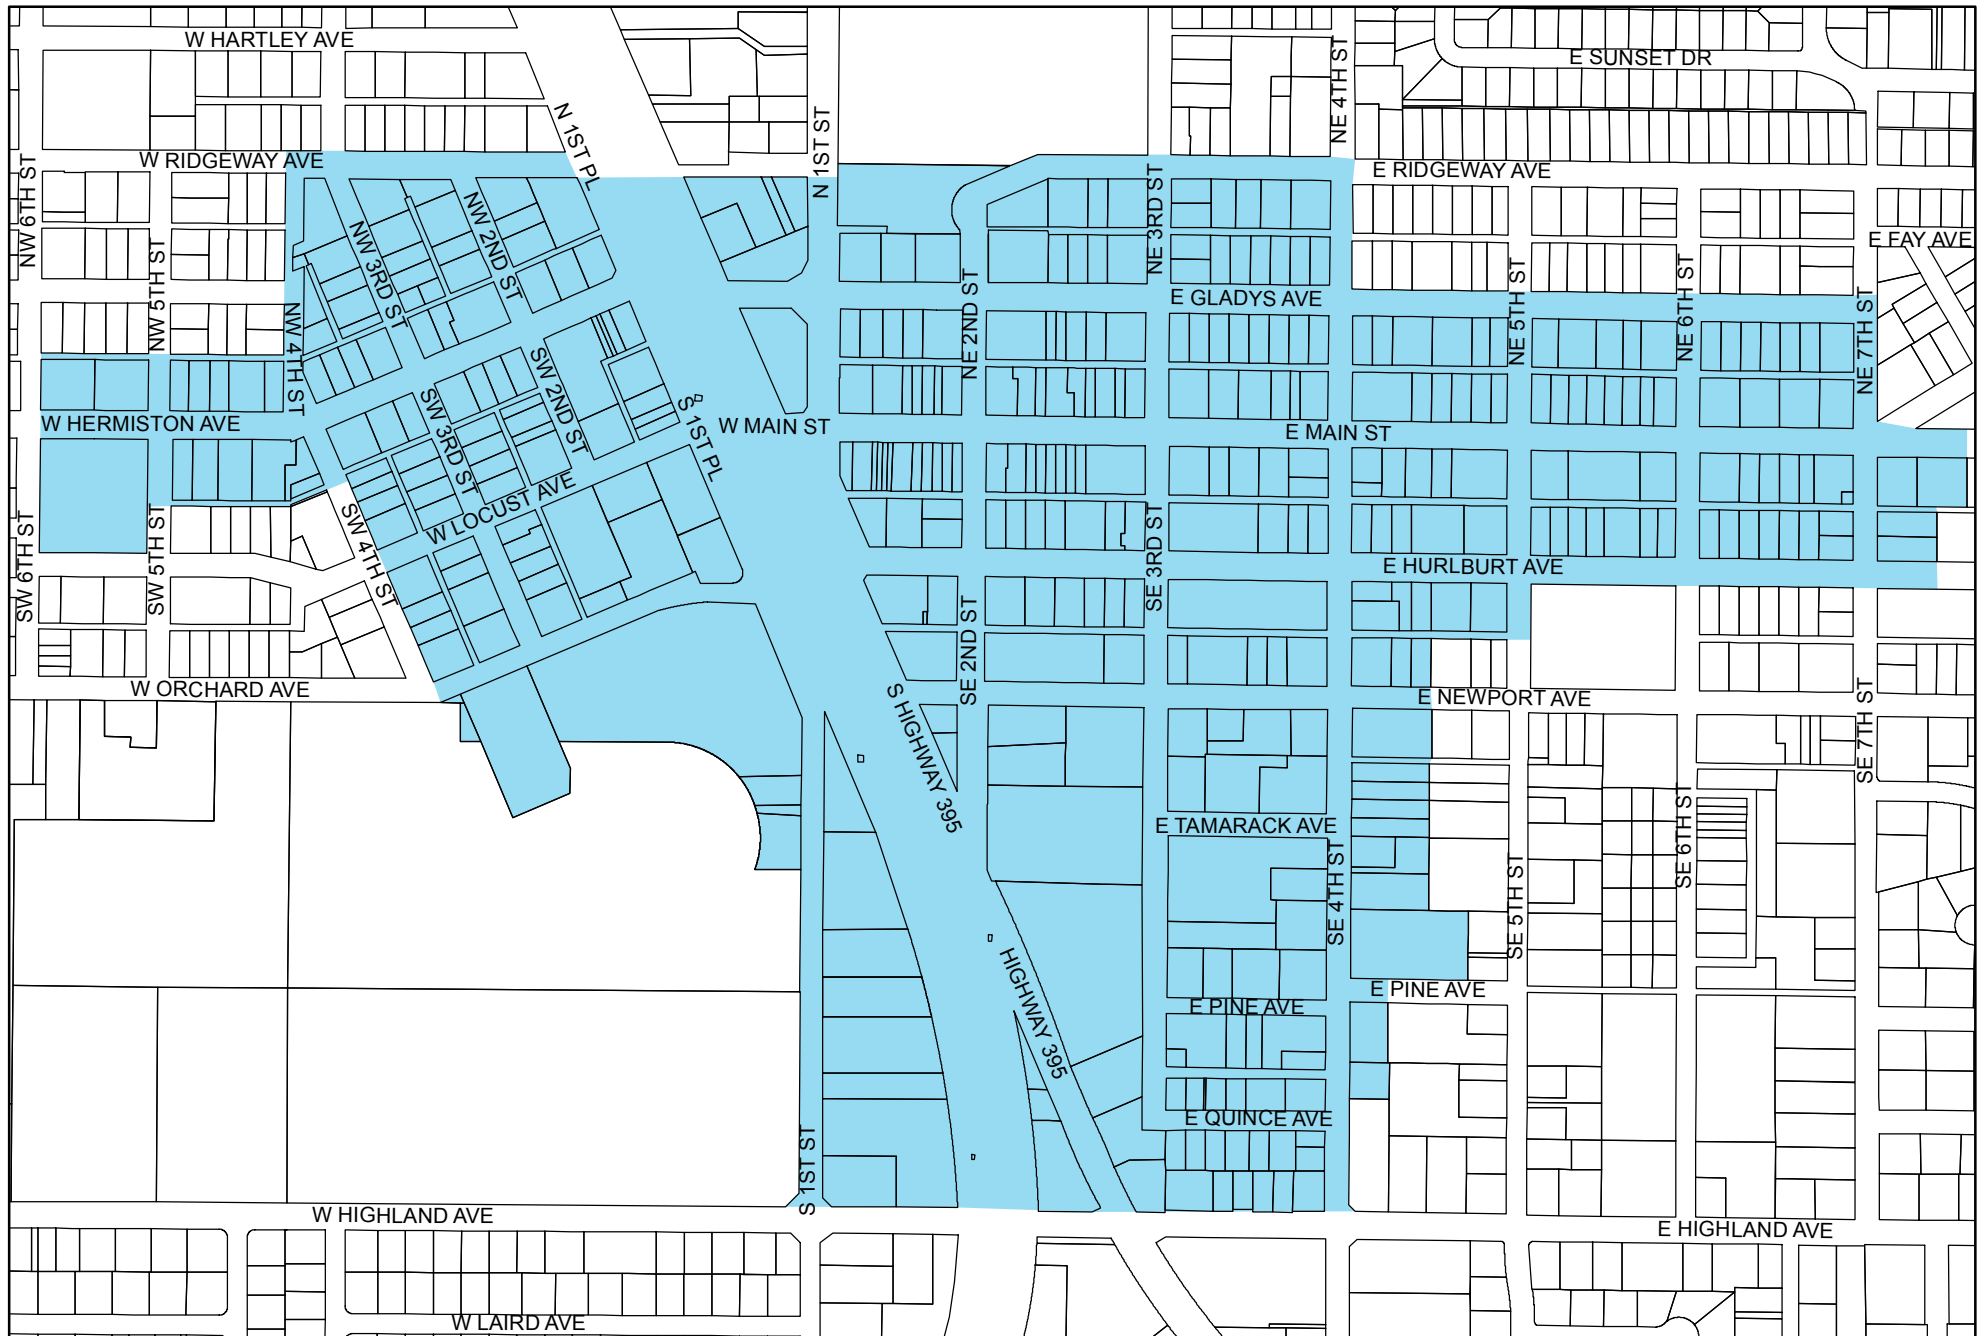 W HARTLEY AVE
E SUNSET DR
N 1ST PL
N 1ST ST
NE 4TH ST
W RIDGEWAY AVE
E RIDGEWAY AVE
NW 6TH ST
NW 5TH ST
NW 4TH ST
NW 3RD ST
NW 2ND ST
NE 3RD ST
NE 2ND ST
E FAY AVE
E GLADYS AVE
NE 5TH ST
NE 6TH ST
NE 7TH ST
W HERMISTON AVE
SW 3RD ST
SW 2ND ST
S 1ST PL
W MAIN ST
E MAIN ST
W LOCUST AVE
SW 6TH ST
SW 5TH ST
SW 4TH ST
SE 3RD ST
E HURLBURT AVE
SE 2ND ST
W ORCHARD AVE
S HIGHWAY 395
E NEWPORT AVE
SE 7TH ST
E TAMARACK AVE
SE 4TH ST
SE 5TH ST
SE 6TH ST
HIGHWAY 395
E PINE AVE
E PINE AVE
E QUINCE AVE
S 1ST ST
W HIGHLAND AVE
E HIGHLAND AVE
W LAIRD AVE